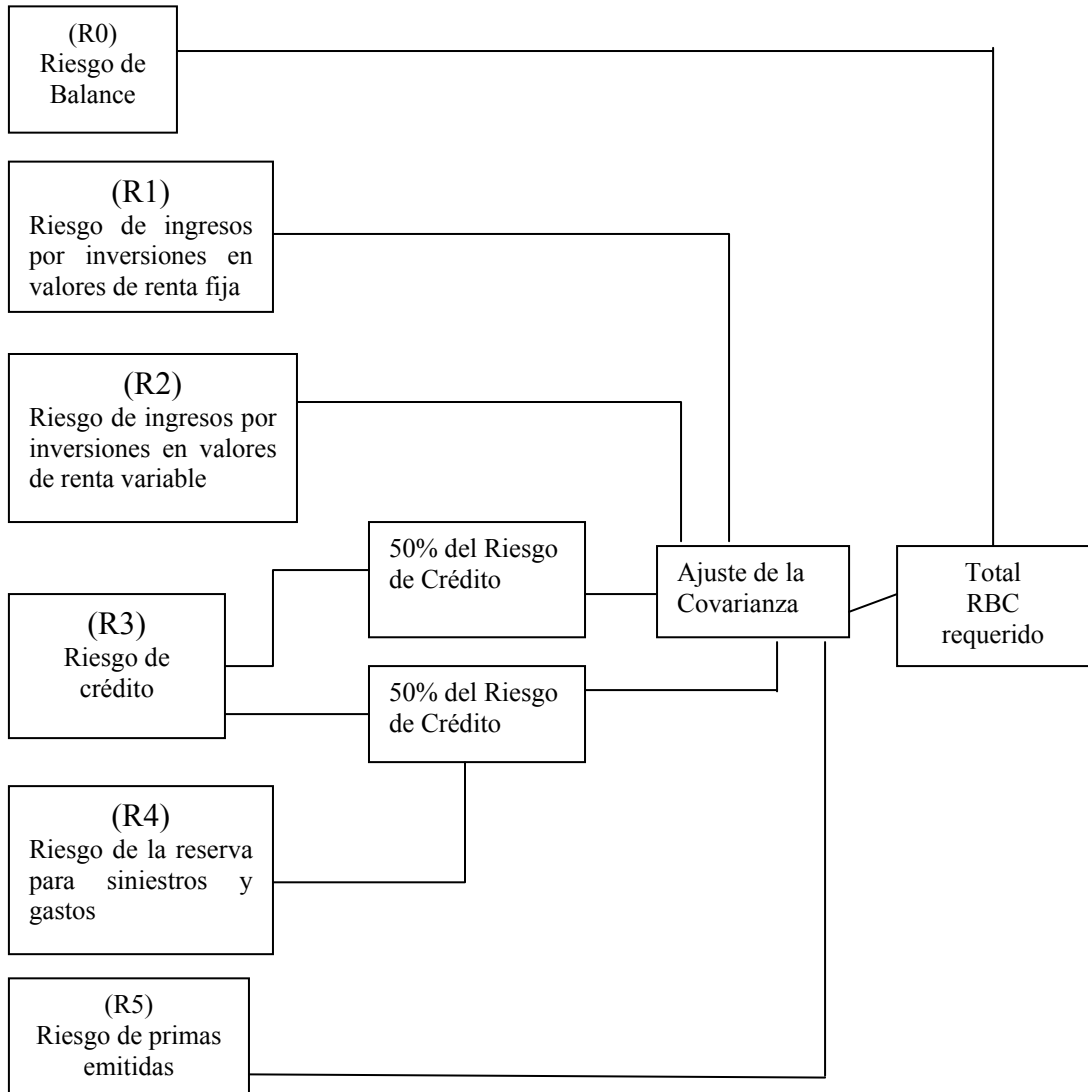 (R0)
Riesgo de
Balance
(R1)
Riesgo de ingresos
por inversiones en
valores de renta fija
(R2)
Riesgo de ingresos por
inversiones en valores
de renta variable
50% del Riesgo
de Crédito
Ajuste de la
Covarianza
Total
RBC
requerido
(R3)
Riesgo de
crédito
50% del Riesgo
de Crédito
(R4)
Riesgo de la reserva
para siniestros y
gastos
(R5)
Riesgo de primas
emitidas